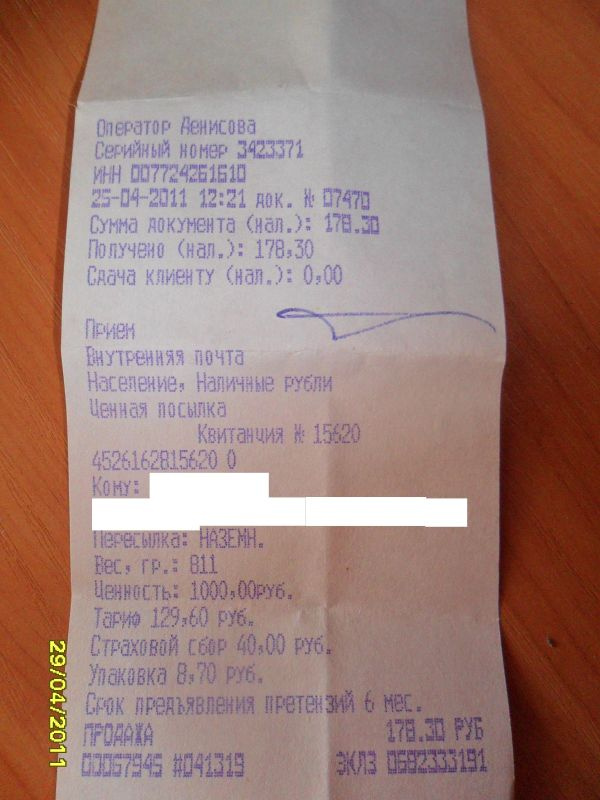 Оператор Денисова
Серийный номер 3423371
ИНН 007724261610
25-04-2011 12:21 док. № 07470
Сумма документа (нал.): 178.30
Получено (нал.): 178,30
Сдача клиенту (нал.): 0,00
Прием
Внутренняя почта
Население, Наличные рубли
Ценная посылка
Квитанция № 15620
4526162815620 0
Кому:
Пересылка: НАЗЕМН.
Вес, гр.: 811
Ценность: 1000,00руб.
Тариф 129,60 руб.
Страховой сбор 40,00 руб.
Упаковка 8,70 руб.
Срок предъявления претензий 6 мес.
ПРОДАЖА 178.30 РУБ
00067945 #041319 ЭКЛЗ 0682333191
29/04/2011